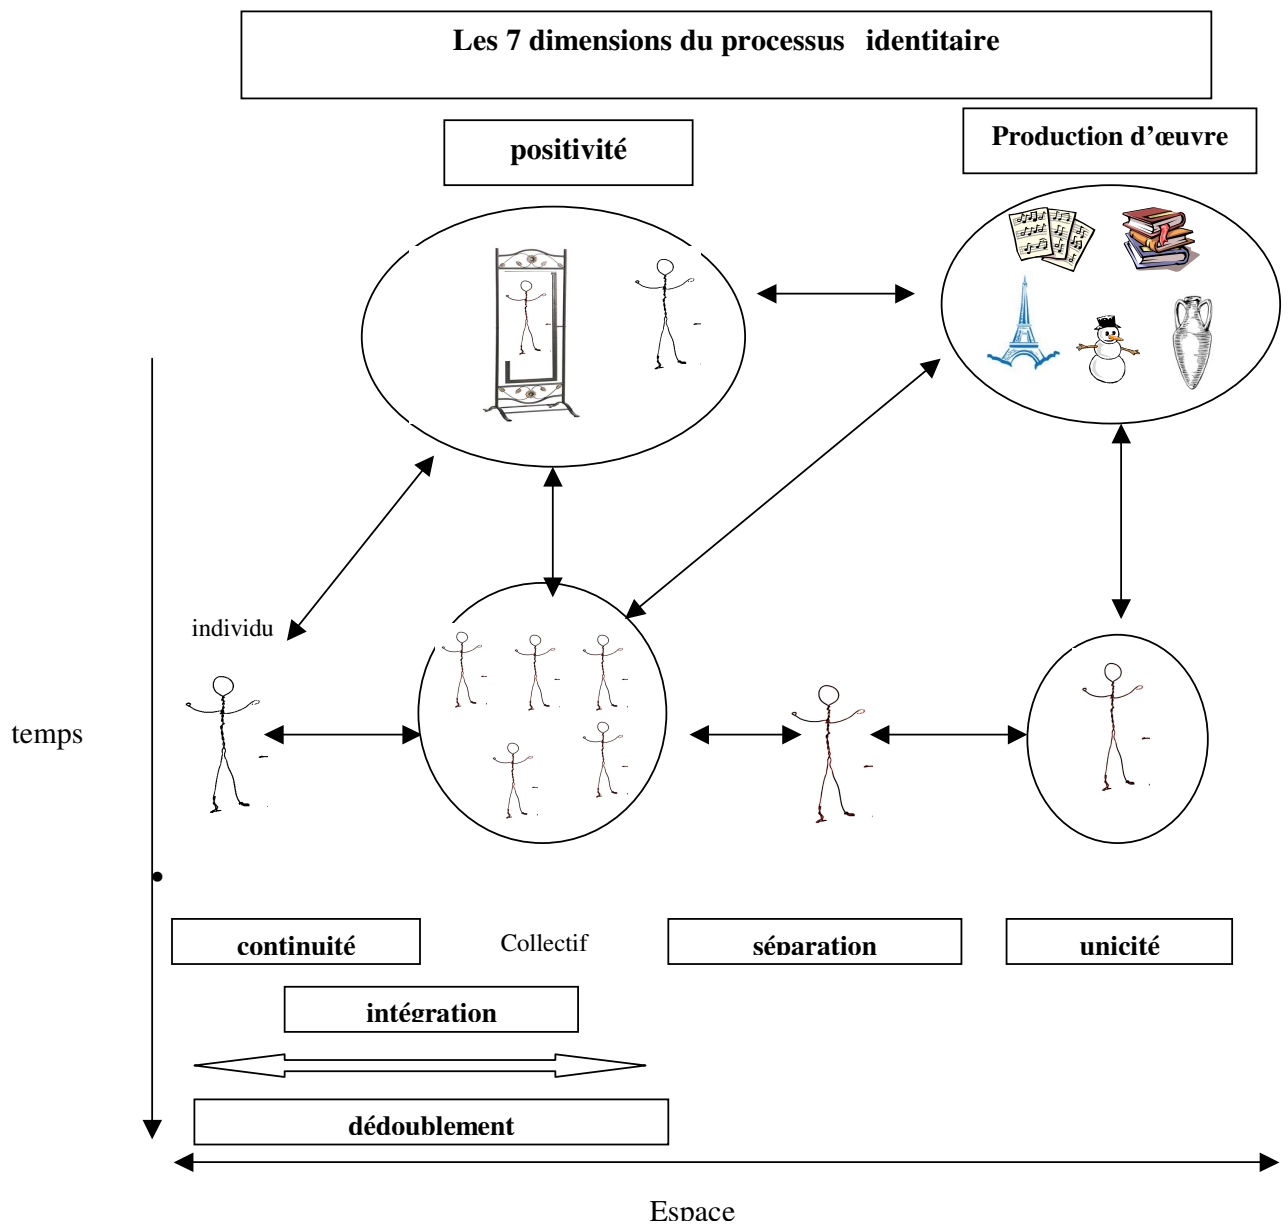 Les 7 dimensions du processus identitaire
positivité
Production d’œuvre
individu
temps
continuité
Collectif
séparation
unicité
intégration
dédoublement
Espace